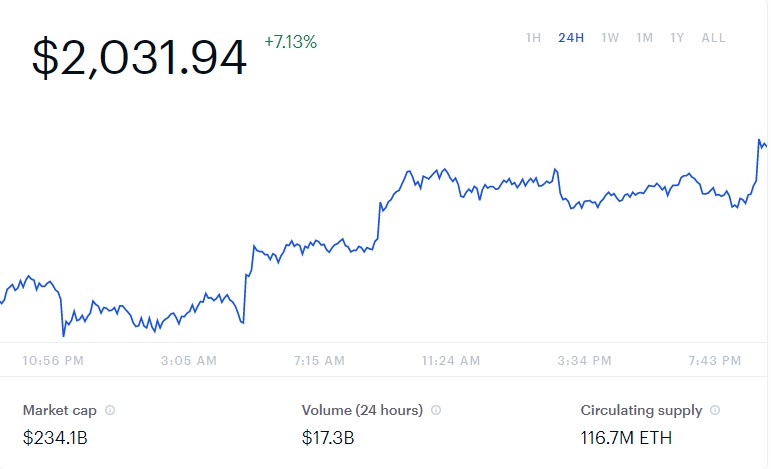 $2,031.94 +7.13% 1H 24H 1W 1M 1Y ALL
10:56 PM 3:05 AM 7:15 AM 11:24 AM 3:34 PM 7:43 PM
Market cap Volume (24 hours) Circulating supply
$234.1B $17.3B 116.7M ETH